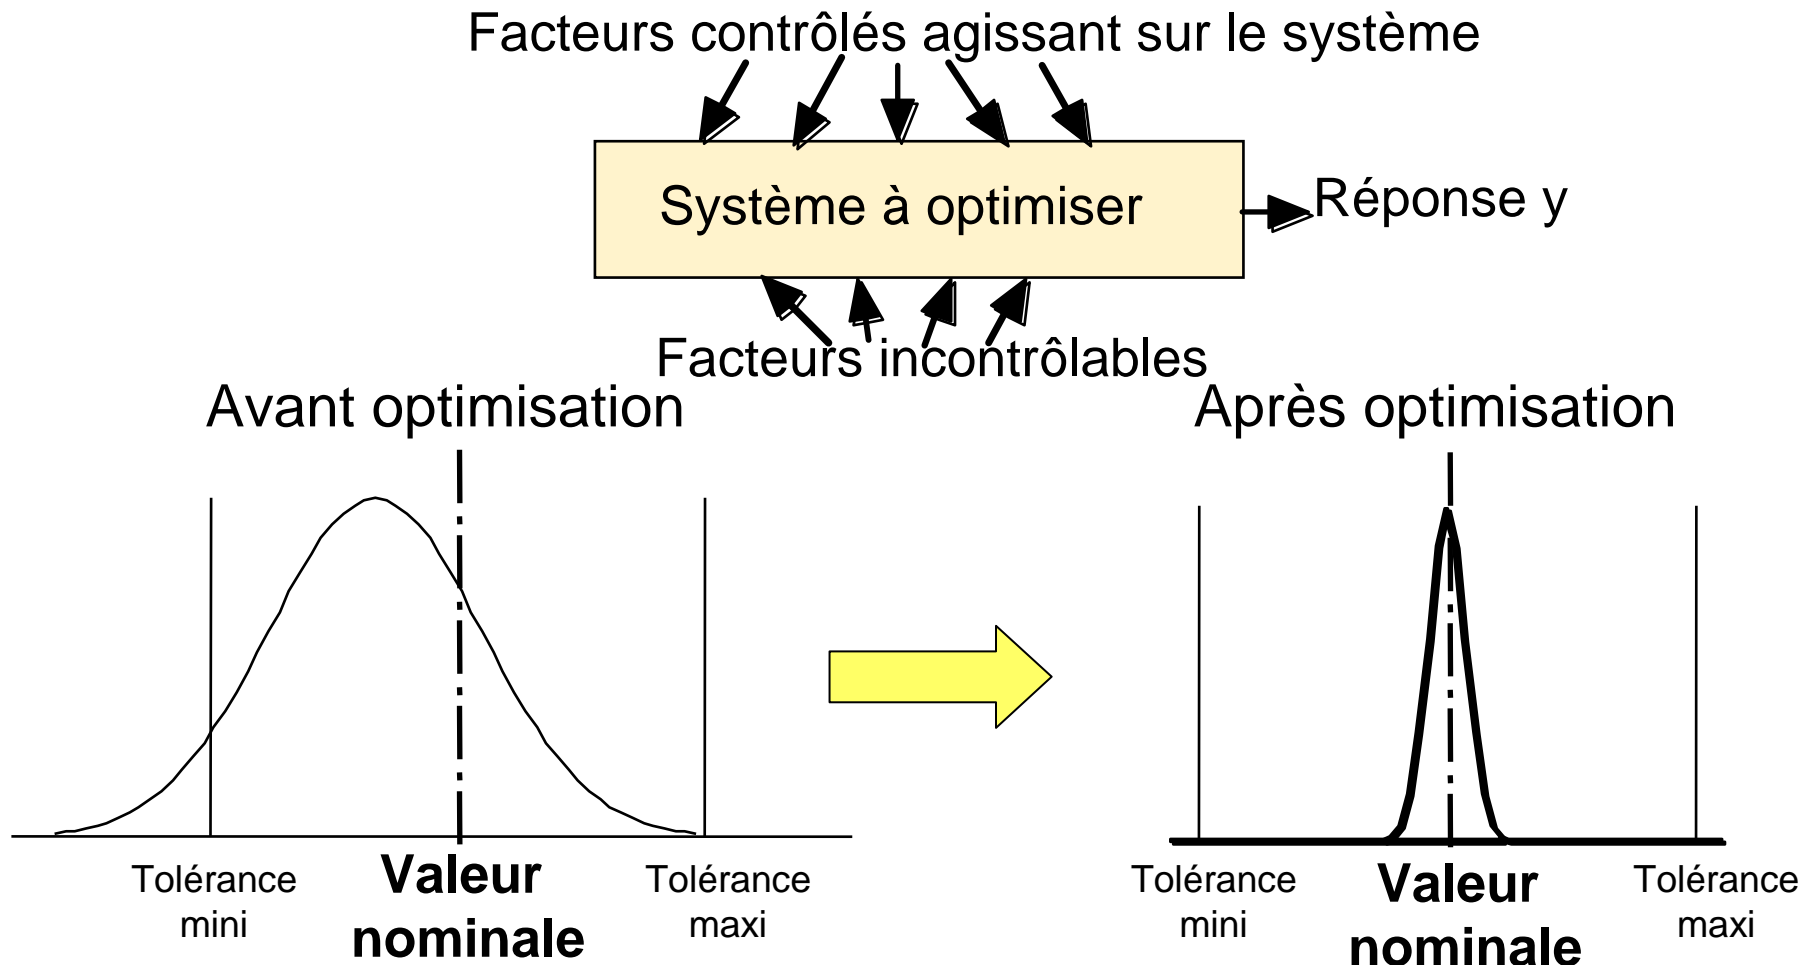 Facteurs contrôlés agissant sur le système
Système à optimiser
Réponse y
Facteurs incontrôlables
Avant optimisation
Après optimisation
Tolérance
mini
Valeur
nominale
Tolérance
maxi
Tolérance
mini
Valeur
nominale
Tolérance
maxi